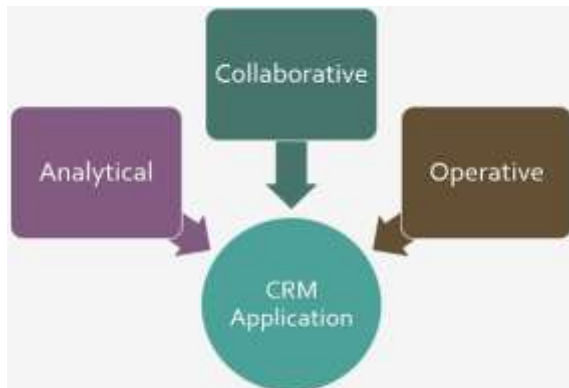 Collaborative
Analytical
Operative
CRM
Application